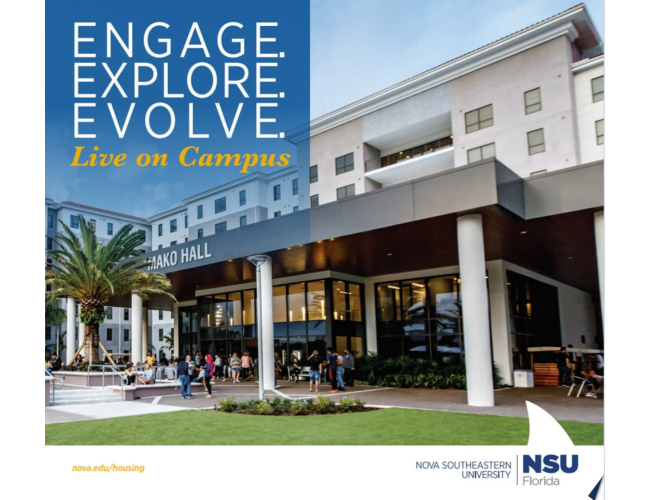 ENGAGE.
EXPLORE.
EVOLVE.
Live on Campus
MAKO HALL
nova.edu/housing
NOVA SOUTHEASTERN
UNIVERSITY
NSU
Florida